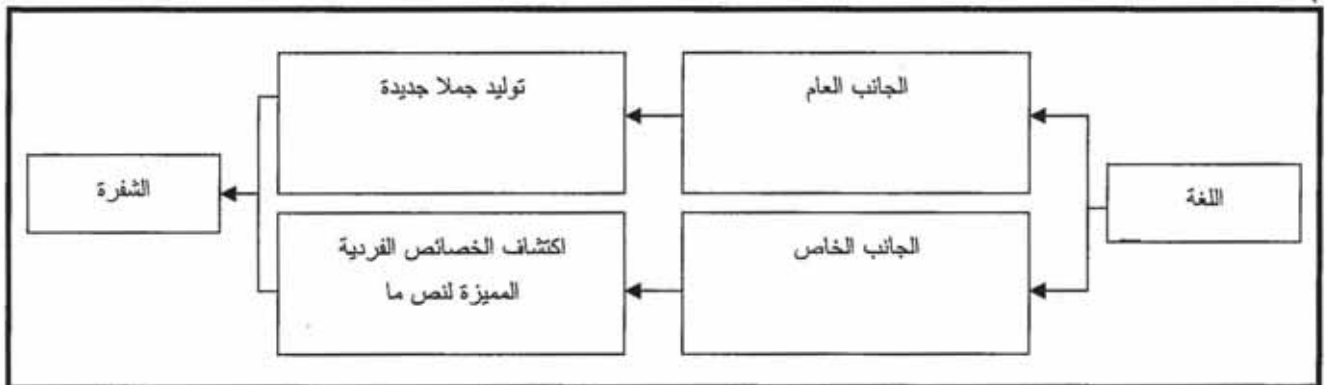 اللغة
الجانب العام
توليد جملا جديدة
الجانب الخاص
اكتشاف الخصائص الفردية
المميزة لنص ما
الشفرة